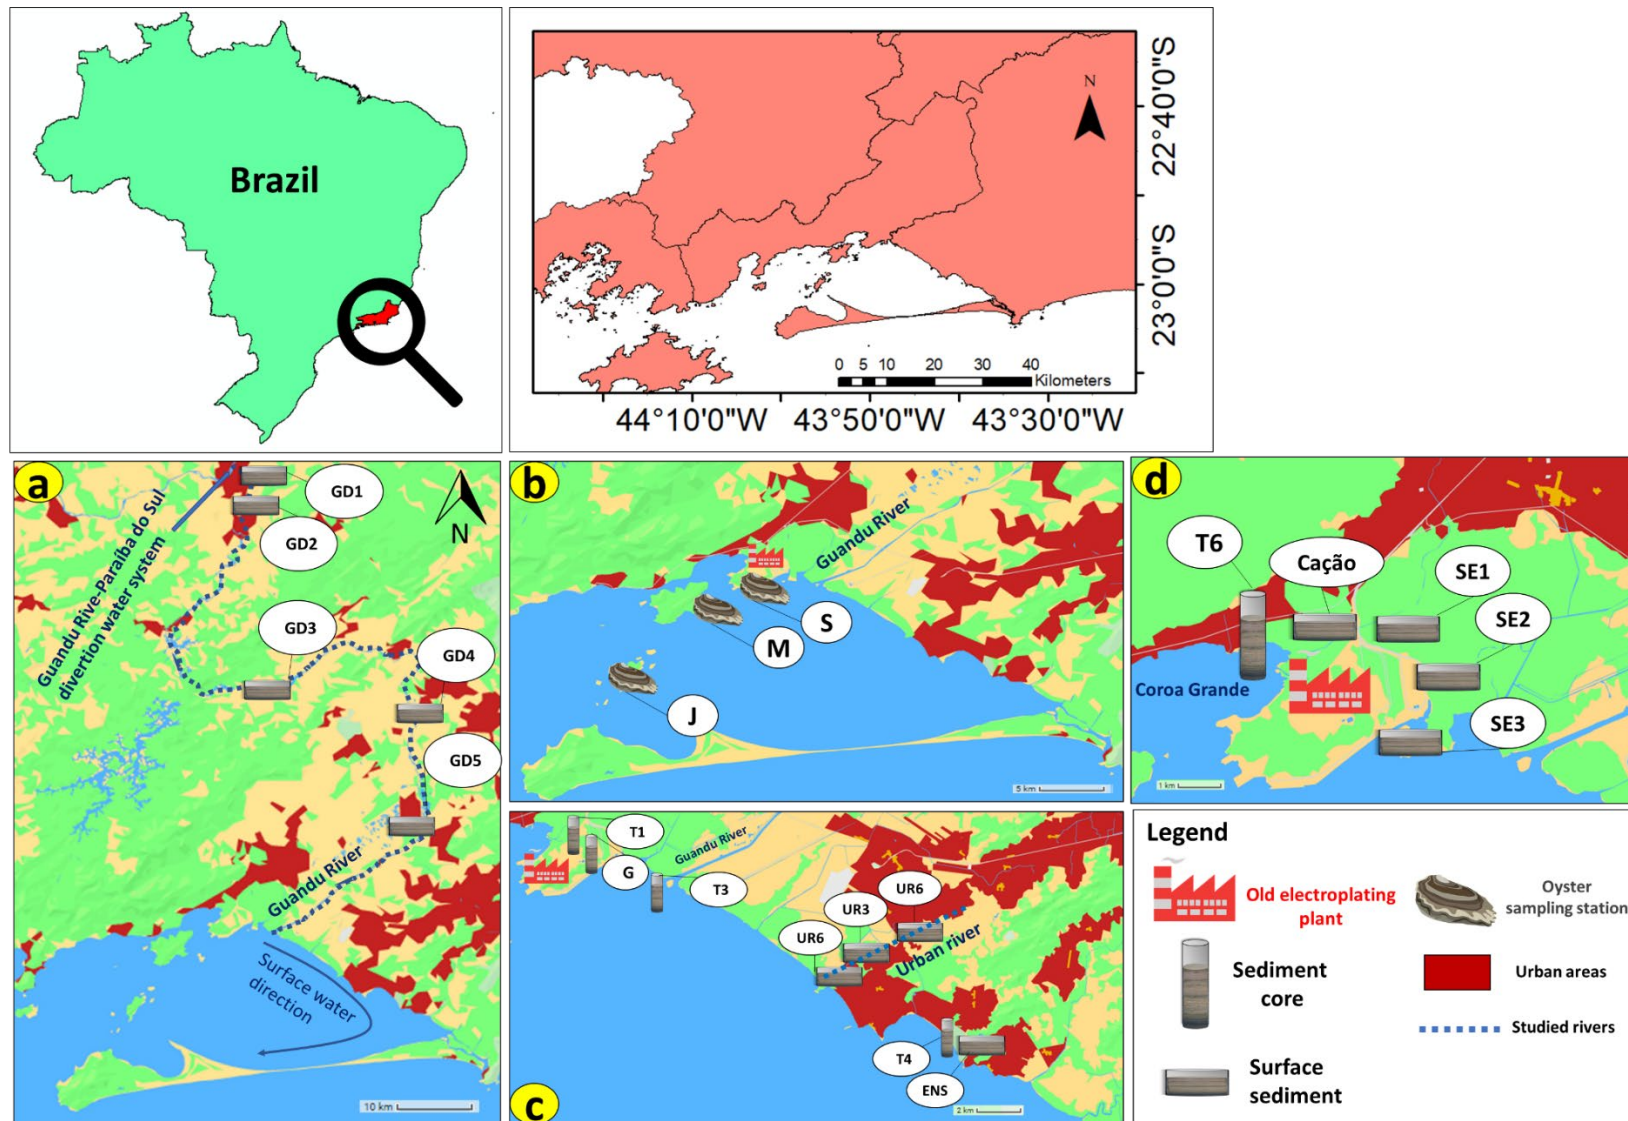 Brazil
N
22°40'0"S
23°0'0"S
0 5 10 20 30 40
Kilometers
44°10'0"W 43°50'0"W 43°30'0"W
a
GD1
GD2
Guandu Rive-Paraíba do Sul
divertion water system
N
GD3
GD4
GD5
Guandu River
Surface water
direction
10 km
b
Guandu River
S
M
J
5 km
T1
G
Guandu River
T3
UR6
UR3
UR6
Urban river
T4
ENS
c
2 km
d
T6
Cação
SE1
SE2
Coroa Grande
SE3
1 km
Legend
Old electroplating
plant
Oyster
sampling station
Sediment
core
Urban areas
Studied rivers
Surface
sediment